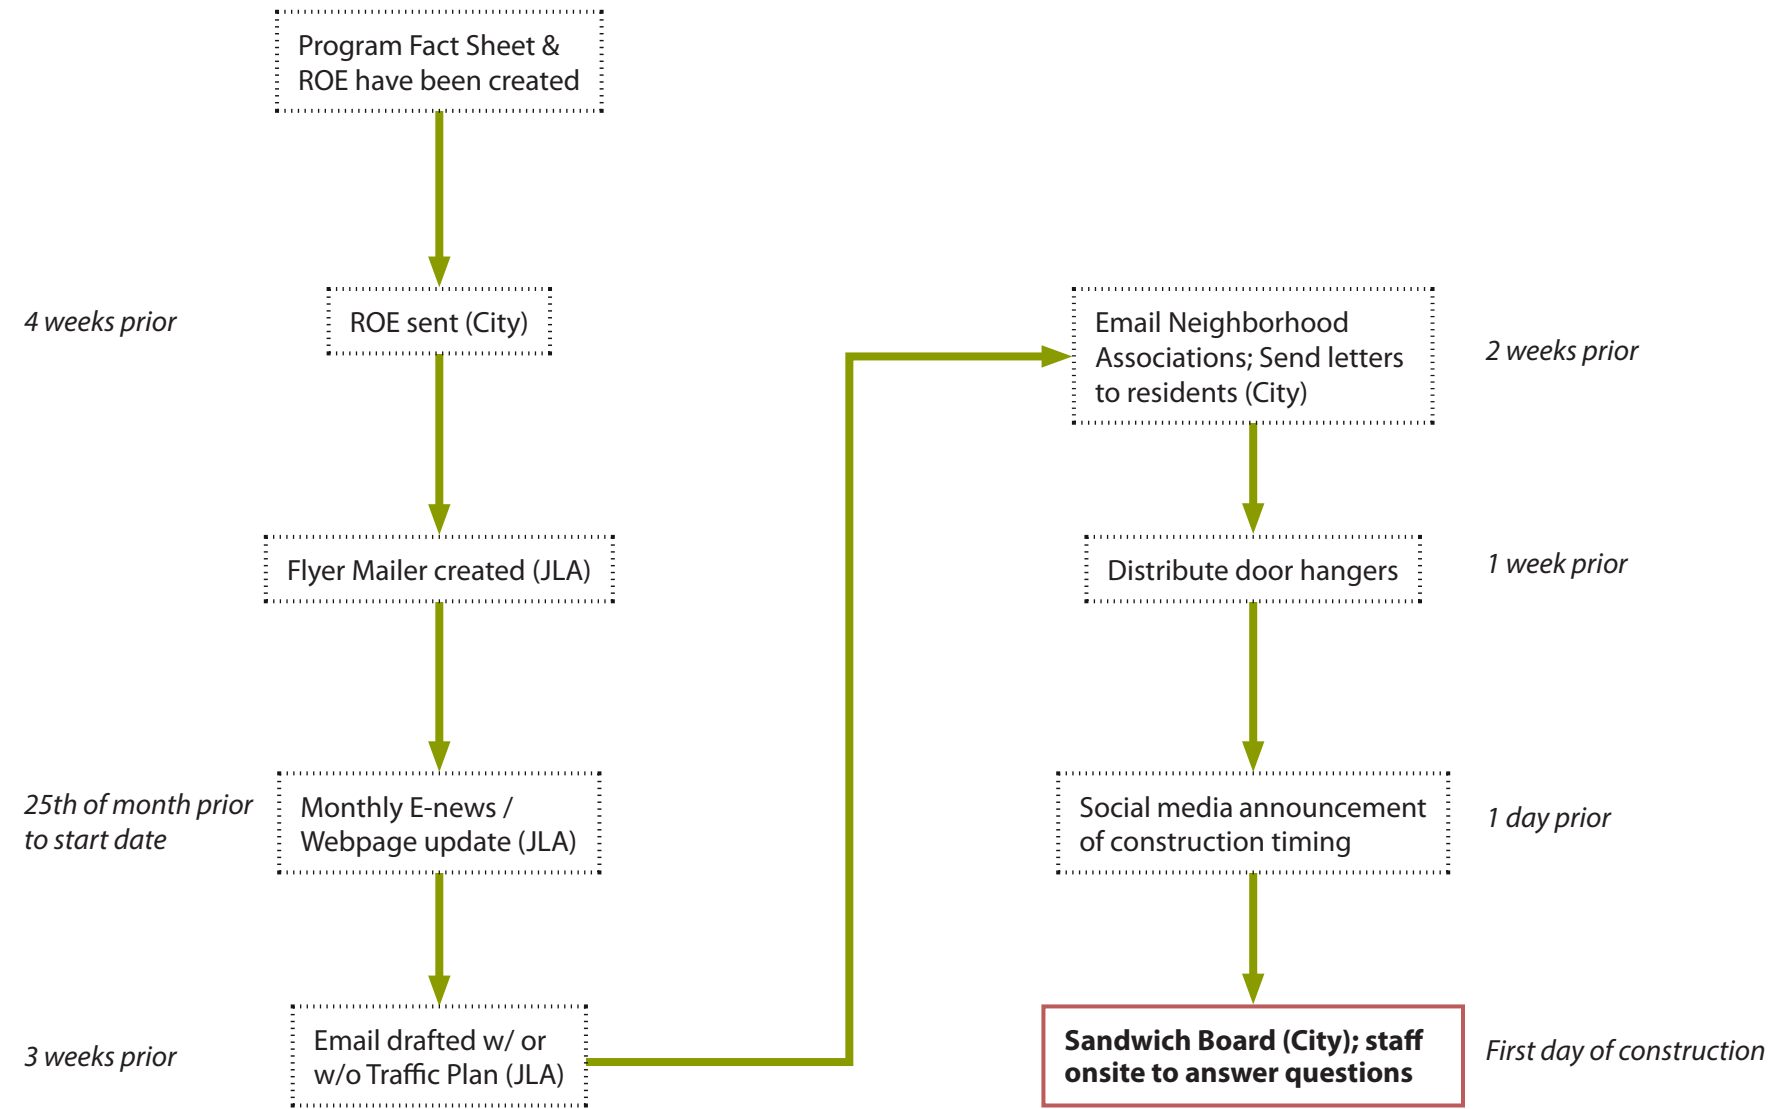 Program Fact Sheet &
ROE have been created
4 weeks prior
ROE sent (City)
Flyer Mailer created (JLA)
25th of month prior
to start date
Monthly E-news /
Webpage update (JLA)
3 weeks prior
Email drafted w/ or
w/o Traffic Plan (JLA)
Email Neighborhood
Associations; Send letters
to residents (City)
2 weeks prior
Distribute door hangers
1 week prior
Social media announcement
of construction timing
1 day prior
Sandwich Board (City); staff
onsite to answer questions
First day of construction